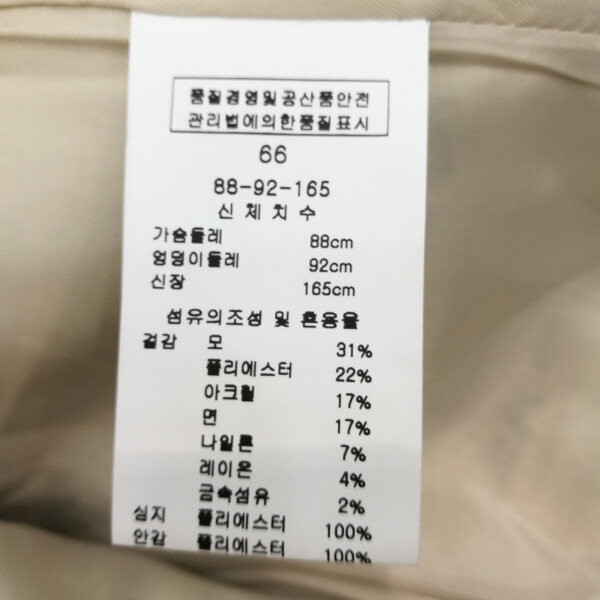 품질경영및공산품안전
관리법에의한품질표시
66
88-92-165
신체치수
가슴둘레 88cm
엉덩이둘레 92cm
신장 165cm
섬유의조성 및 혼용율
겉감 모 31%
폴리에스터 22%
아크릴 17%
면 17%
나일론 7%
레이온 4%
금속섬유 2%
심지 폴리에스터 100%
안감 폴리에스터 100%